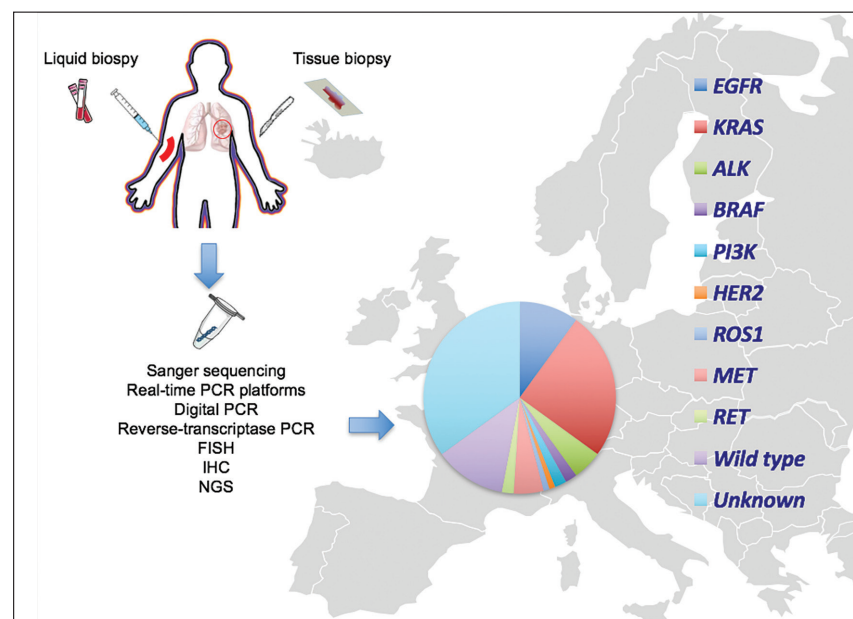 Liquid biospy
Tissue biopsy
Sanger sequencing
Real-time PCR platforms
Digital PCR
Reverse-transcriptase PCR
FISH
IHC
NGS
EGFR
KRAS
ALK
BRAF
PI3K
HER2
ROS1
MET
RET
Wild type
Unknown